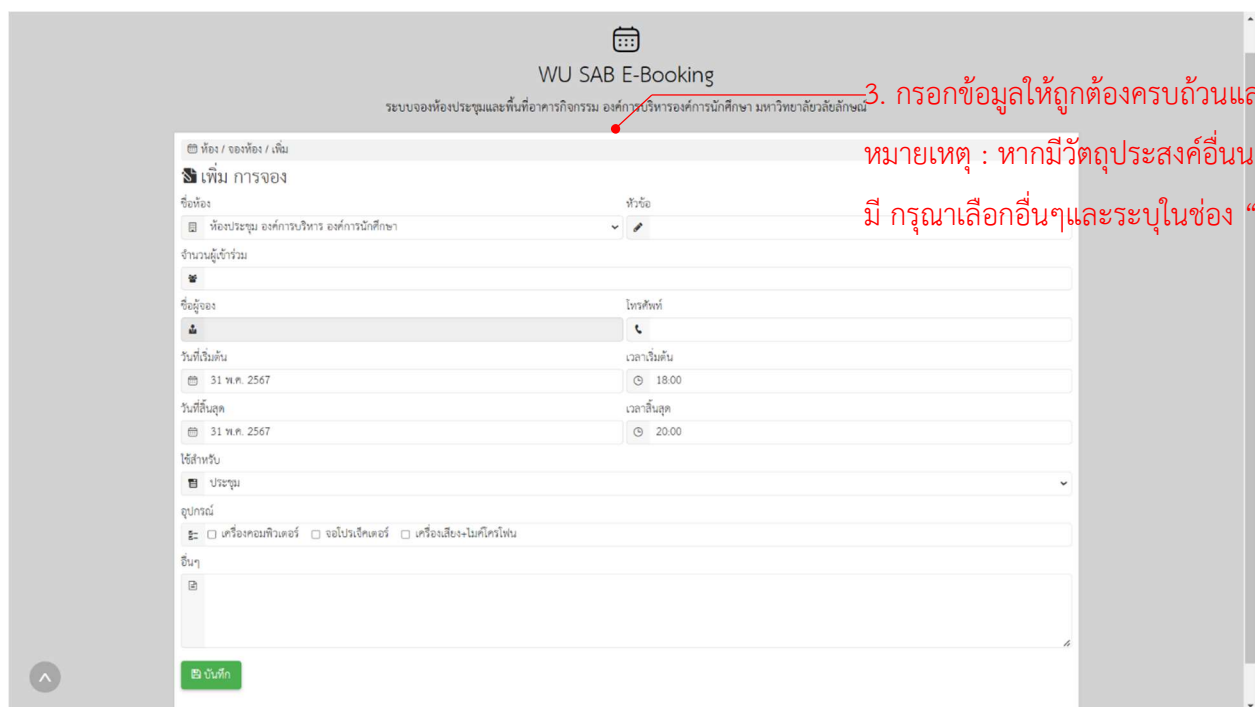 WU SAB E-Booking
ระบบจองห้องประชุมและพื้นที่อาคารกิจกรรม องค์การบริหารองค์การนักศึกษา มหาวิทยาลัยวลัยลักษณ์
3. กรอกข้อมูลให้ถูกต้องครบถ้วนแล
หมายเหตุ : หากมีวัตถุประสงค์อื่นน
มี กรุณาเลือกอื่นๆและระบุในช่อง “
ห้อง / จองห้อง / เพิ่ม
เพิ่ม การจอง
ชื่อห้อง หัวข้อ
ห้องประชุม องค์การบริหาร องค์การนักศึกษา
จำนวนผู้เข้าร่วม
ชื่อผู้จอง โทรศัพท์
วันที่เริ่มต้น เวลาเริ่มต้น
31 พ.ค. 2567 18:00
วันที่สิ้นสุด เวลาสิ้นสุด
31 พ.ค. 2567 20:00
ใช้สำหรับ
ประชุม
อุปกรณ์
เครื่องคอมพิวเตอร์ จอโปรเจ็คเตอร์ เครื่องเสียง+ไมค์โครโฟน
อื่นๆ
บันทึก